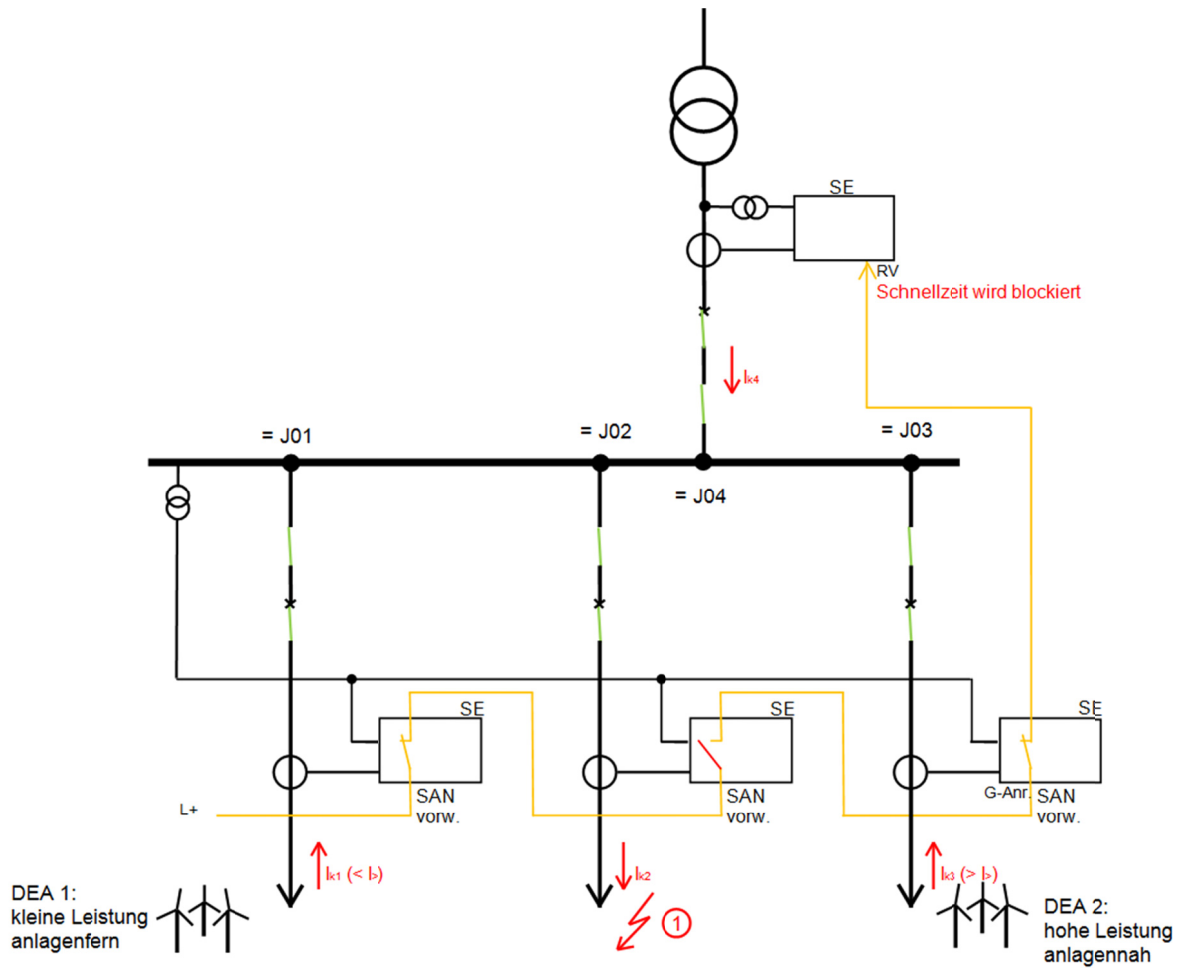 SE
RV
Schnellzeit wird blockiert
Ik4
= J01
= J02
= J03
= J04
SE
SE
SE
G-Anr.
SAN
vorw.
SAN
vorw.
SAN
vorw.
L+
Ik1 (< I>)
Ik2
Ik3 (> I>)
1
DEA 1:
kleine Leistung
anlagenfern
DEA 2:
hohe Leistung
anlagennah